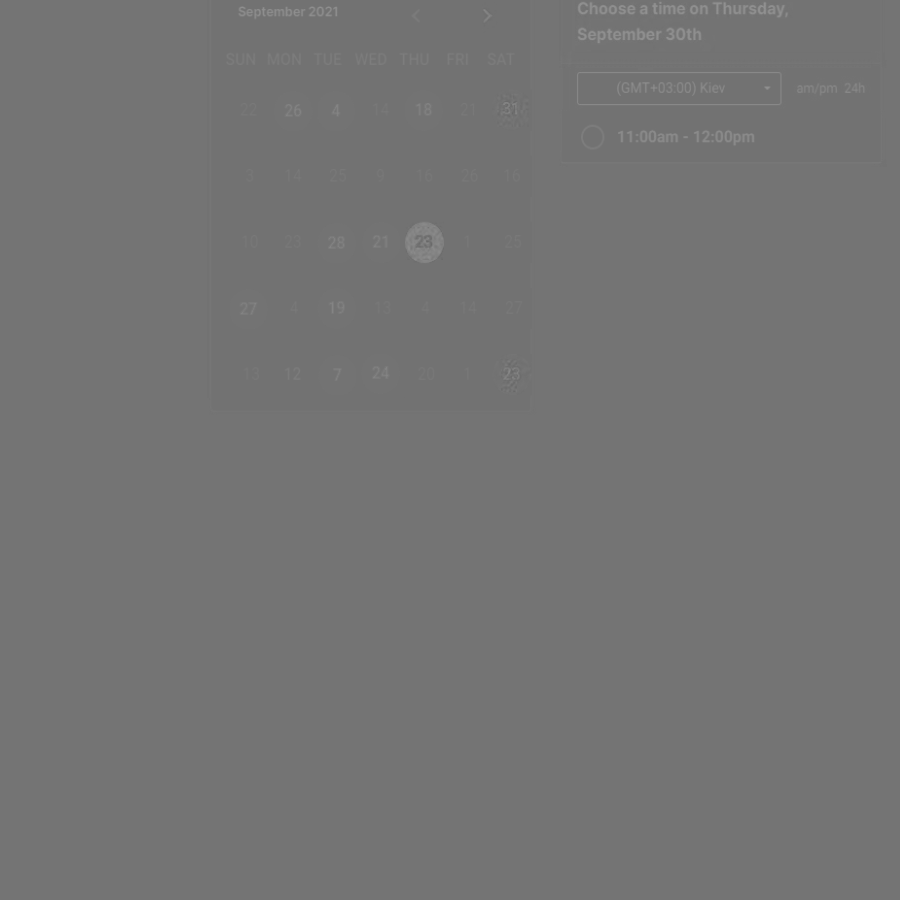 September 2021
SUN MON TUE WED THU FRI SAT
22 26 4 14 18 21 31
3 14 25 9 16 26 16
10 23 28 21 23 1 25
27 4 19 13 4 14 27
18 12 7 24 20 1 23
Choose a time on Thursday,
September 30th
(GMT+03:00) Kiev am/pm 24h
11:00am - 12:00pm